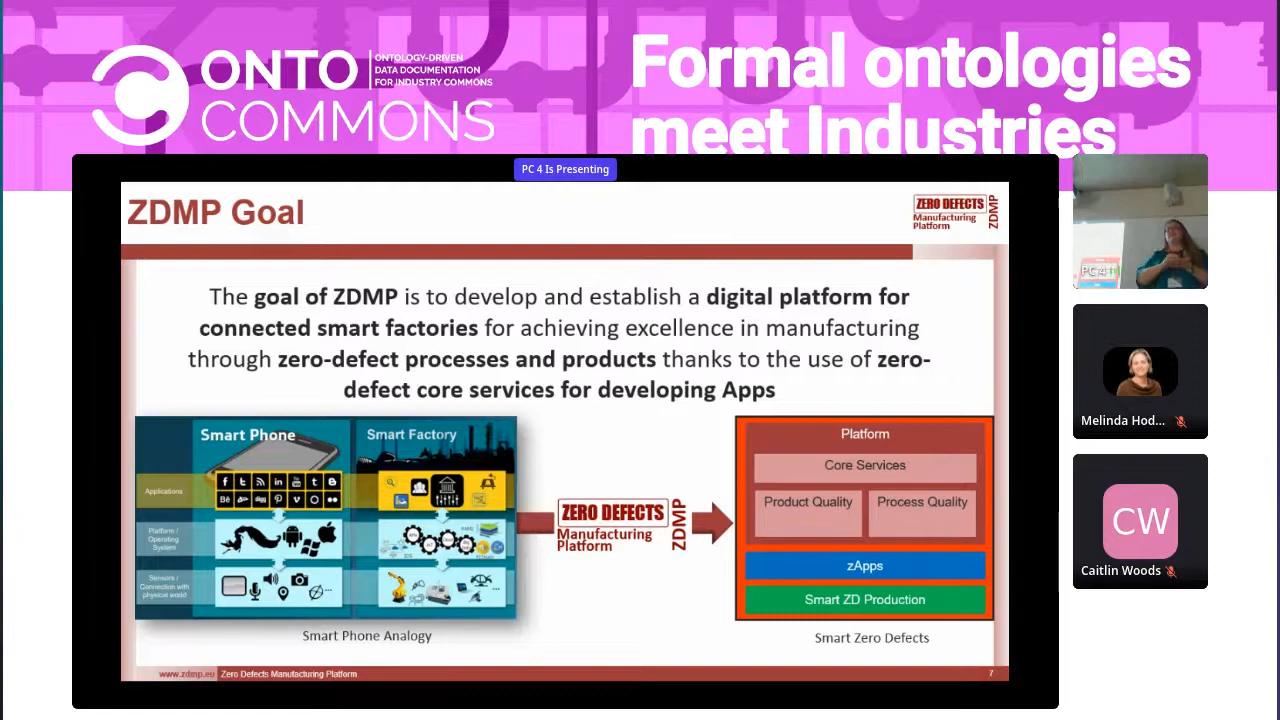 ONTO
COMMONS
ONTOLOGY-DRIVEN
DATA DOCUMENTATION
FOR INDUSTRY COMMONS
Formal ontologies
meet Industries
PC 4 Is Presenting
ZDMP Goal
ZERO DEFECTS
Manufacturing
Platform
ZDMP
The goal of ZDMP is to develop and establish a digital platform for
connected smart factories for achieving excellence in manufacturing
through zero-defect processes and products thanks to the use of zero-
defect core services for developing Apps
Smart Phone
Smart Factory
Applications
Platform /
Operating
System
Sensors /
Connection with
physical world
Smart Phone Analogy
ZERO DEFECTS
Manufacturing
Platform
ZDMP
Platform
Core Services
Product Quality
Process Quality
zApps
Smart ZD Production
Smart Zero Defects
www.zdmp.eu
Zero Defects Manufacturing Platform
7
PC 4
Melinda Hod...
CW
Caitlin Woods